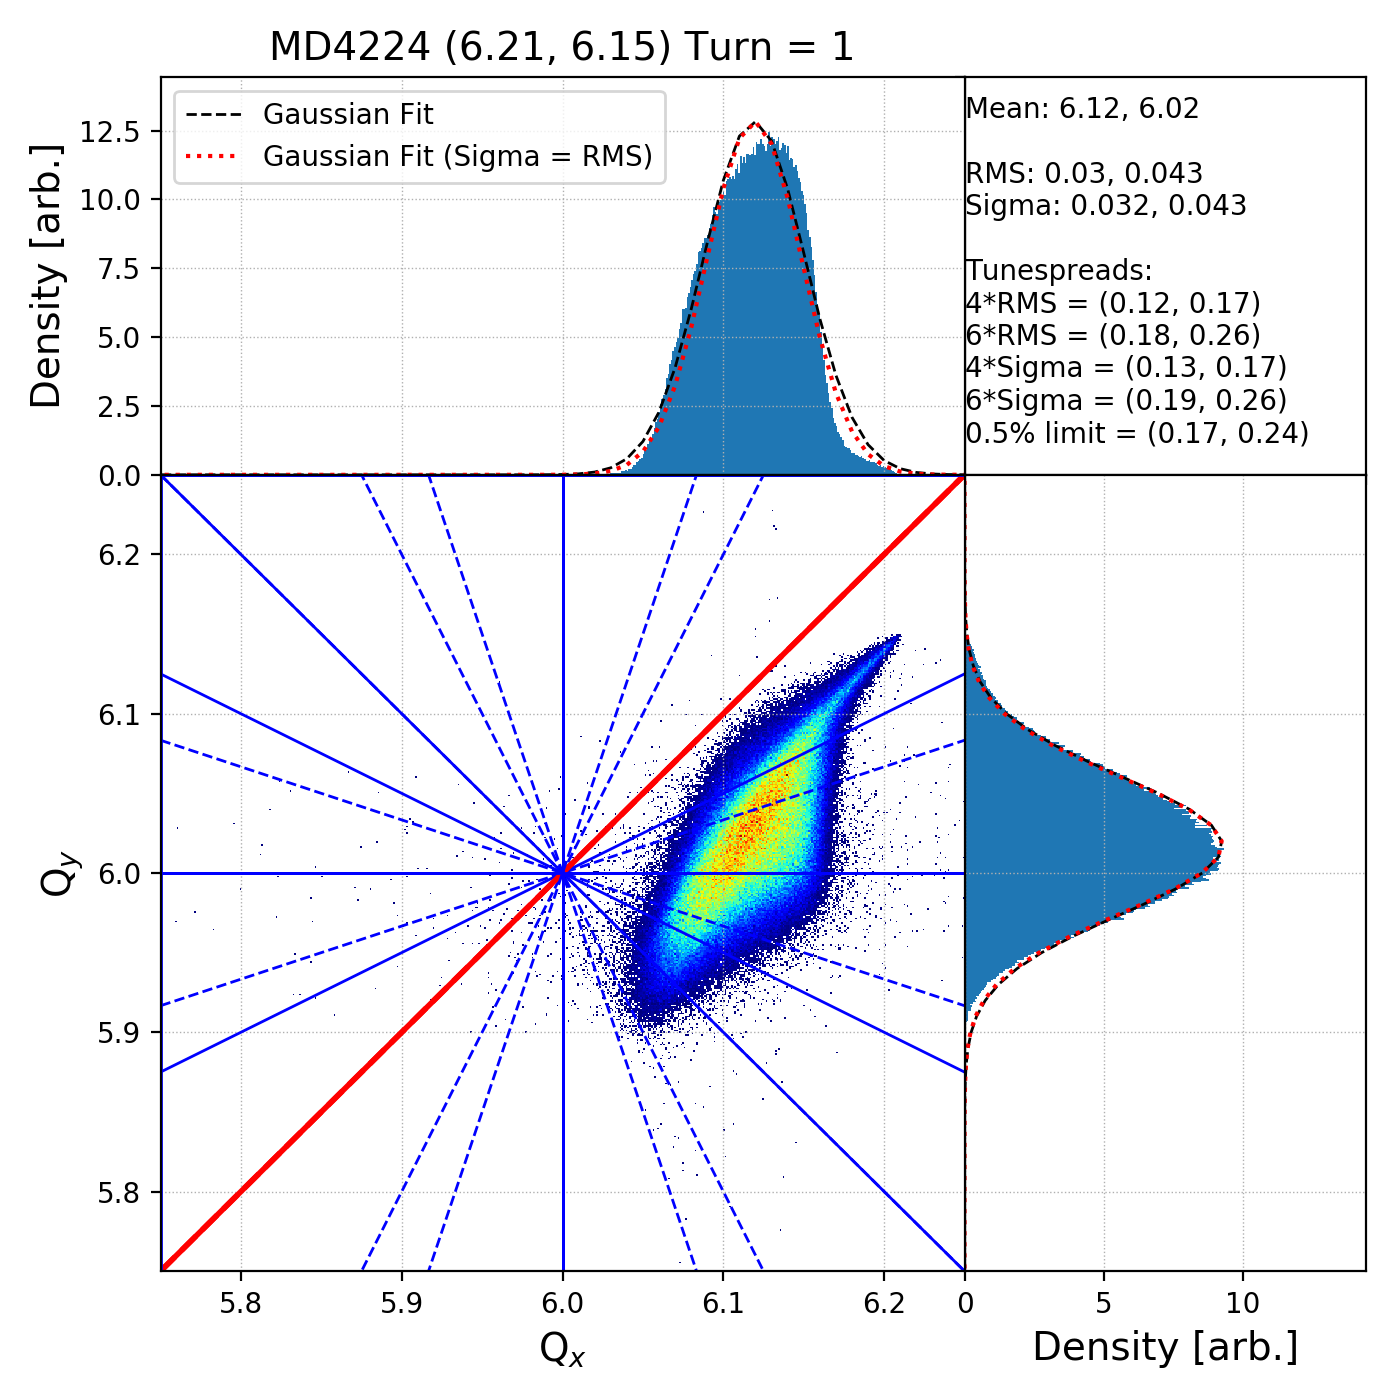 MD4224 (6.21, 6.15) Turn = 1
Gaussian Fit
Gaussian Fit (Sigma = RMS)
Density [arb.]
12.5
10.0
7.5
5.0
2.5
0.0
Mean: 6.12, 6.02
RMS: 0.03, 0.043
Sigma: 0.032, 0.043
Tunespreads:
4*RMS = (0.12, 0.17)
6*RMS = (0.18, 0.26)
4*Sigma = (0.13, 0.17)
6*Sigma = (0.19, 0.26)
0.5% limit = (0.17, 0.24)
Qy
6.2
6.1
6.0
5.9
5.8
5.8 5.9 6.0 6.1 6.2
Qx
0 5 10
Density [arb.]